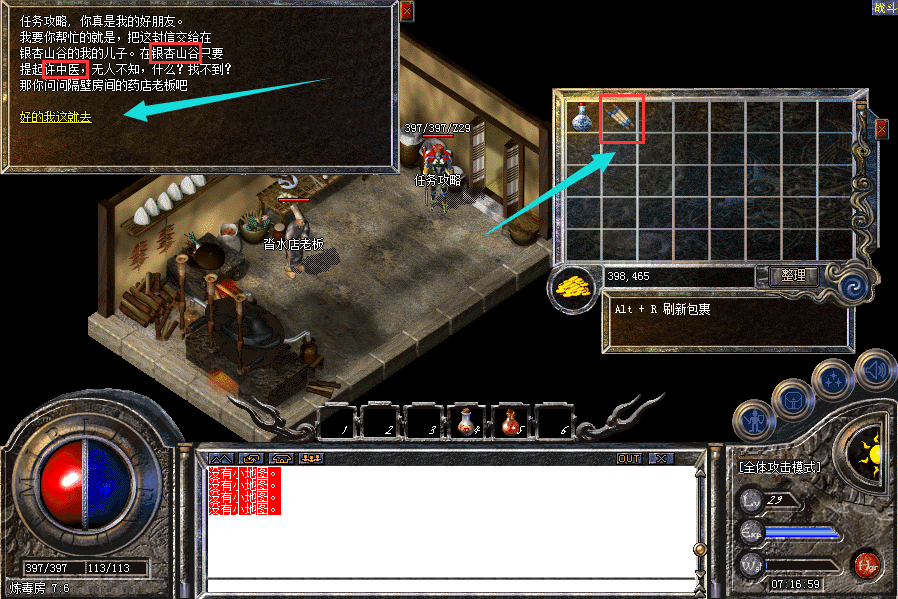 任务攻略, 你真是我的好朋友。
我要你帮忙的就是, 把这封信交给在
银杏山谷的我的儿子。在银杏山谷只要
提起许中医, 无人不知, 什么? 找不到?
那你问问隔壁房间的药店老板吧
好的我这就去
战斗
397/397/Z29
任务攻略
酒水店老板
398,465
整理
Alt + R 刷新包裹
1 2 3 4 5 6
OUT
没有小地图。
没有小地图。
没有小地图。
没有小地图。
[全体攻击模式]
Lv 29
Exp
W
397/397 113/113
炼毒房 7:6
07:16:59